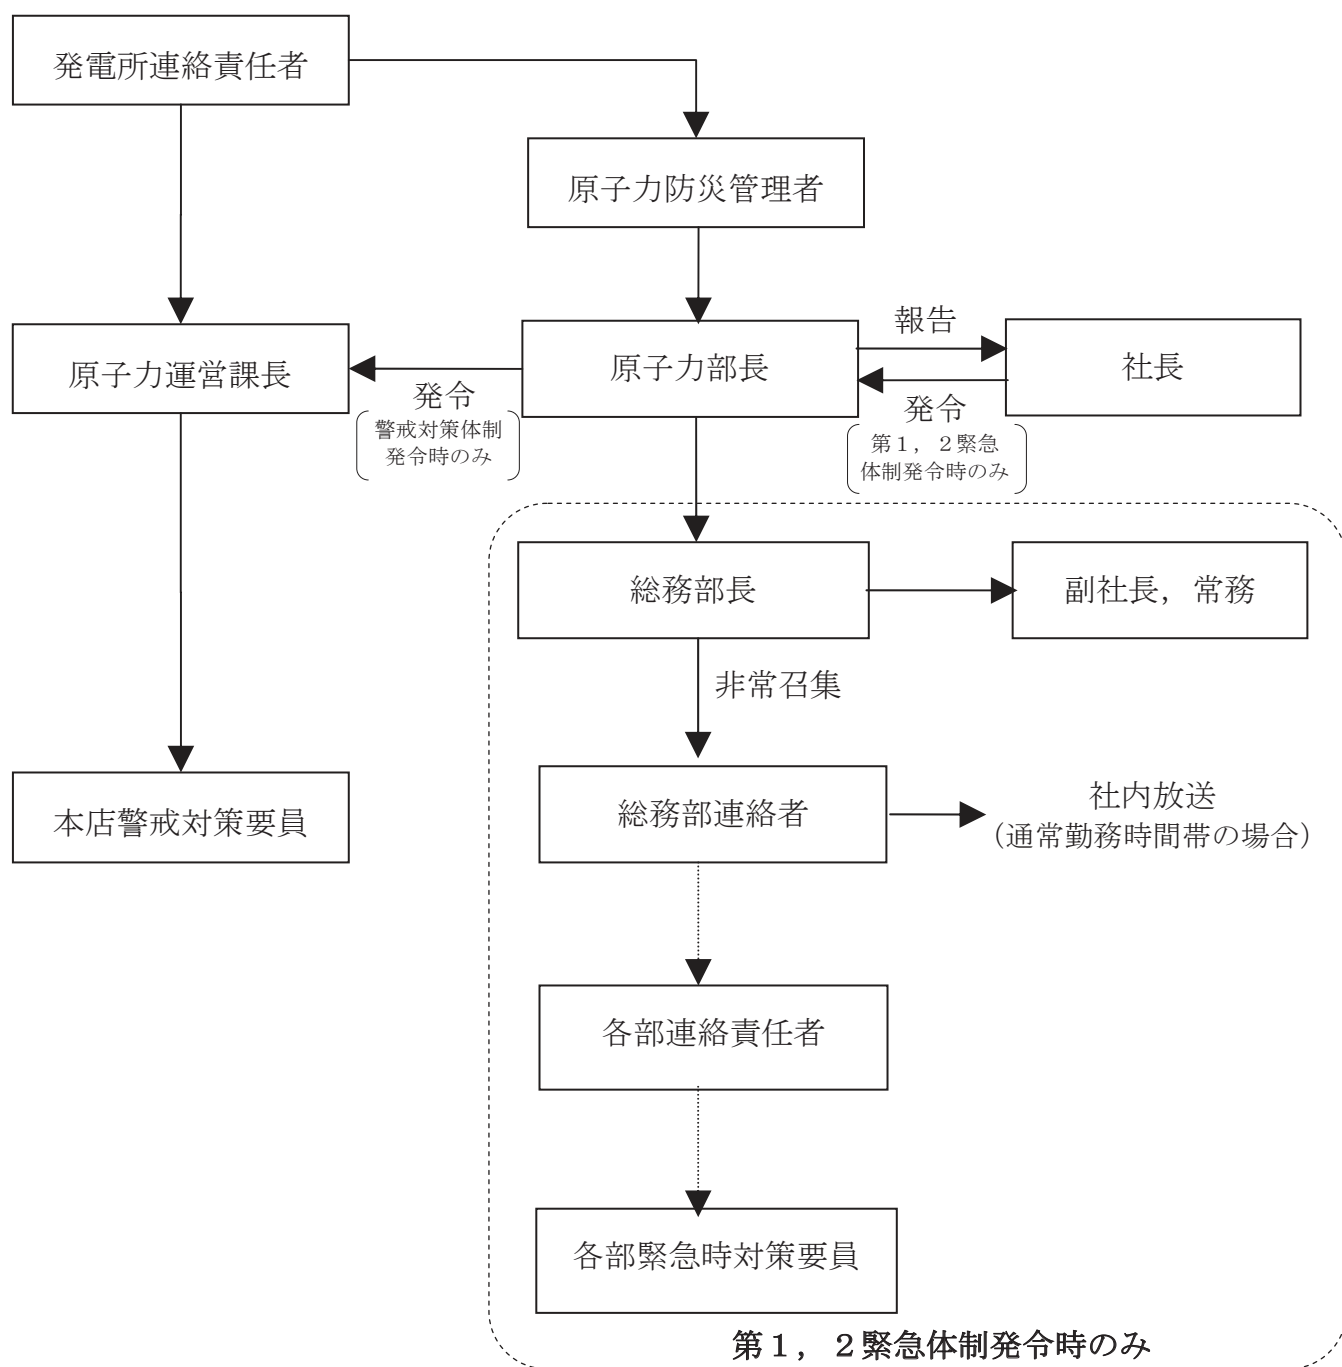 発電所連絡責任者
原子力防災管理者
原子力運営課長
発令
警戒対策体制
発令時のみ
原子力部長
報告
発令
第1，2緊急
体制発令時のみ
社長
総務部長
副社長，常務
非常召集
本店警戒対策要員
総務部連絡者
社内放送
（通常勤務時間帯の場合）
各部連絡責任者
各部緊急時対策要員
第1，2緊急体制発令時のみ